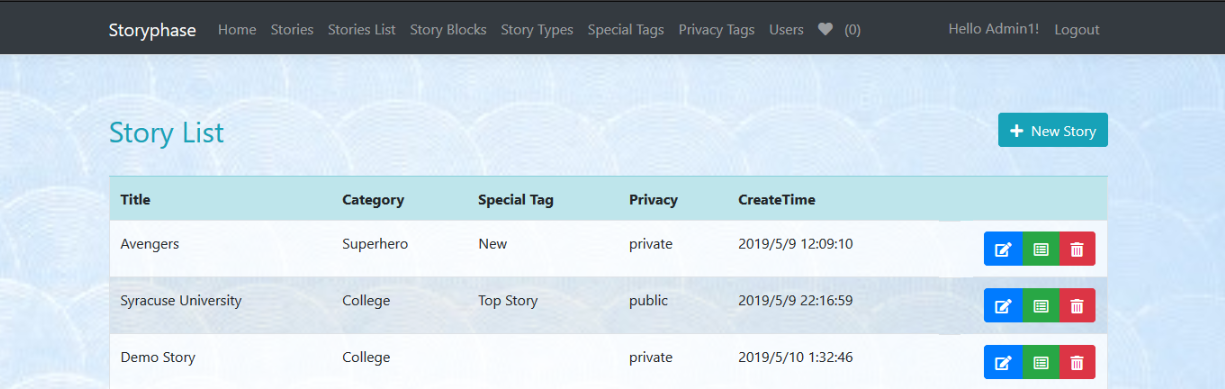 Storyphase Home Stories Stories List Story Blocks Story Types Special Tags Privacy Tags Users (0) Hello Admin1! Logout
Story List
New Story
Title Category Special Tag Privacy CreateTime
Avengers Superhero New private 2019/5/9 12:09:10
Syracuse University College Top Story public 2019/5/9 22:16:59
Demo Story College private 2019/5/10 1:32:46